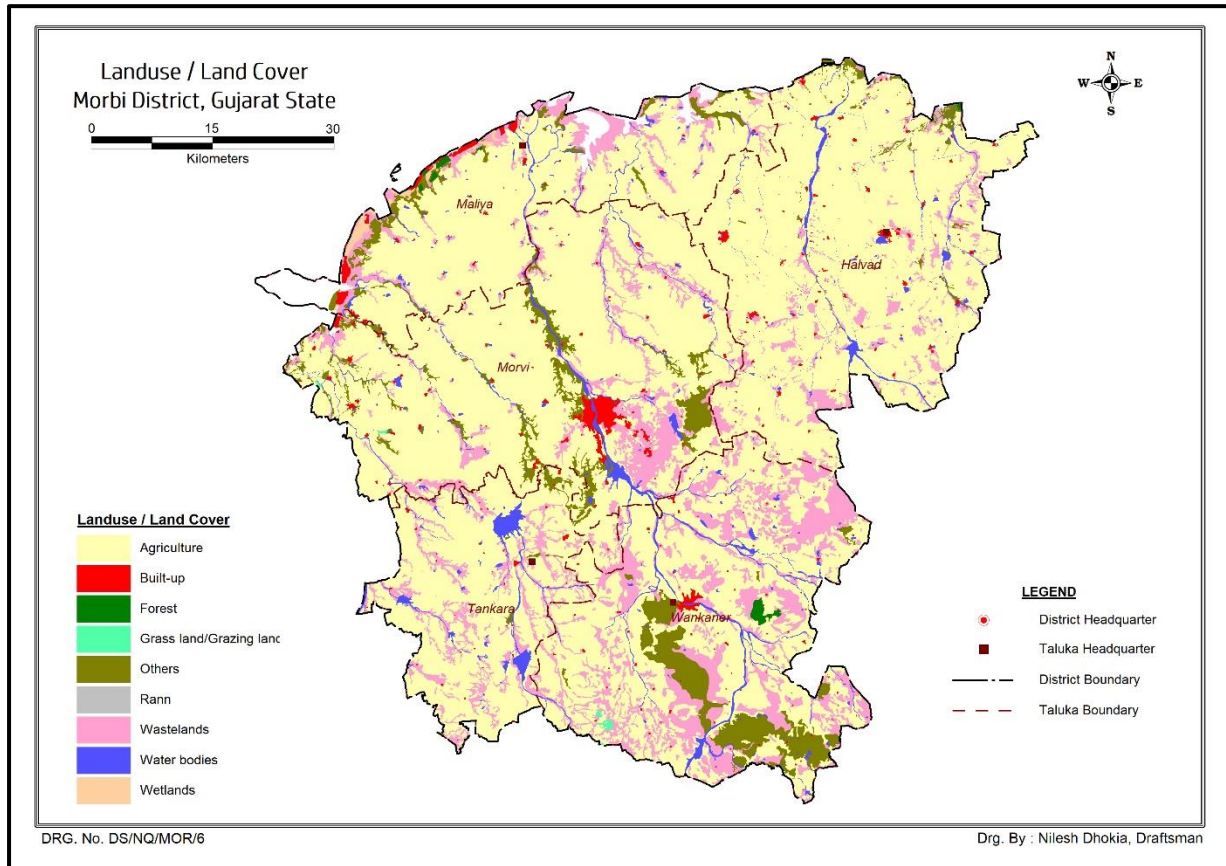 Landuse / Land Cover
Morbi District, Gujarat State
0 15 30
Kilometers
N
W E
S
Maliya
Halvad
Morvi
Tankara
Wankaner
Landuse / Land Cover
Agriculture
Built-up
Forest
Grass land/Grazing land
Others
Rann
Wastelands
Water bodies
Wetlands
LEGEND
District Headquarter
Taluka Headquarter
District Boundary
Taluka Boundary
DRG. No. DS/NQ/MOR/6
Drg. By : Nilesh Dhokia, Draftsman